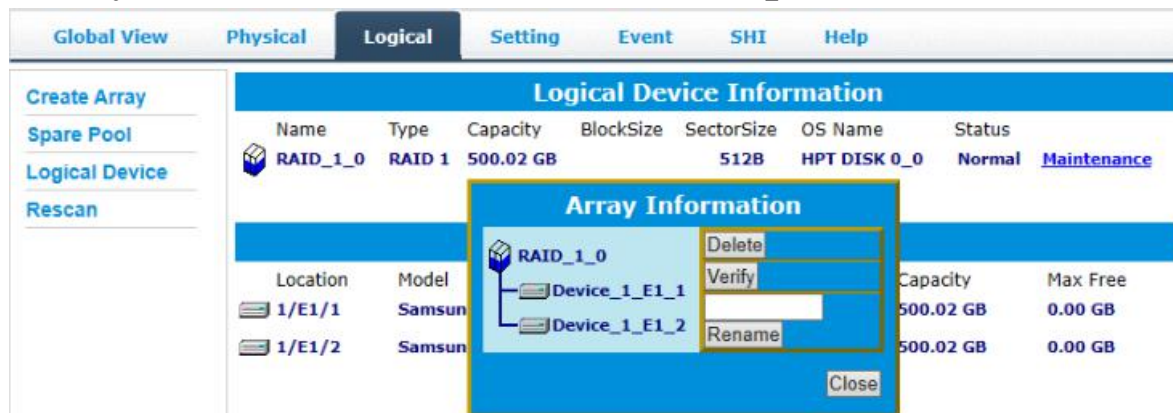 Global View Physical Logical Setting Event SHI Help
Create Array
Spare Pool
Logical Device
Rescan
Logical Device Information
Name Type Capacity BlockSize SectorSize OS Name Status
RAID_1_0 RAID 1 500.02 GB 512B HPT DISK 0_0 Normal Maintenance
Array Information
RAID_1_0
Device_1_E1_1
Device_1_E1_2
Delete
Verify
Rename
Close
Location Model Capacity Max Free
1/E1/1 Samsun 500.02 GB 0.00 GB
1/E1/2 Samsun 500.02 GB 0.00 GB